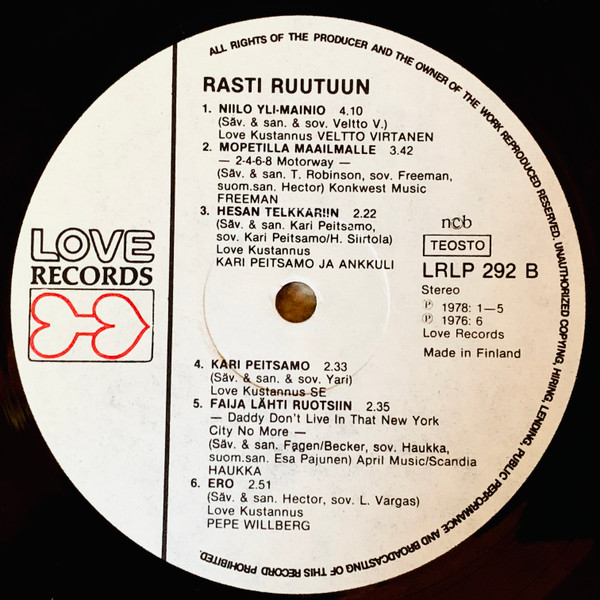 ALL RIGHTS OF THE PRODUCER AND THE OWNER OF THE WORK REPRODUCED RESERVED. UNAUTHORIZED COPYING, HIRING, LENDING, PUBLIC PERFORMANCE AND BROADCASTING OF THIS RECORD PROHIBITED.
RASTI RUUTUUN
1. NIILO YLI-MAINIO 4.10
(Säv. & san. & sov. Veltto V.)
Love Kustannus VELTTO VIRTANEN
2. MOPETILLA MAAILMALLE 3.42
— 2-4-6-8 Motorway —
(Säv. & san. T. Robinson, sov. Freeman,
suom.san. Hector) Konkwest Music
FREEMAN
3. HESAN TELKKARIIN 2.22
(Säv. & san. Kari Peitsamo,
sov. Kari Peitsamo/H. Siirtola)
Love Kustannus
KARI PEITSAMO JA ANKKULI
ncb
TEOSTO
LRLP 292 B
Stereo
℗ 1978: 1—5
℗ 1976: 6
Love Records
Made in Finland
LOVE
RECORDS
4. KARI PEITSAMO 2.33
(Säv. & san. & sov. Yari)
Love Kustannus SE
5. FAIJA LÄHTI RUOTSIIN 2.35
— Daddy Don't Live In That New York
City No More —
(Säv. & san. Fagen/Becker, sov. Haukka,
suom.san. Esa Pajunen) April Music/Scandia
HAUKKA
6. ERO 2.51
(Säv. & san. Hector, sov. L. Vargas)
Love Kustannus
PEPE WILLBERG